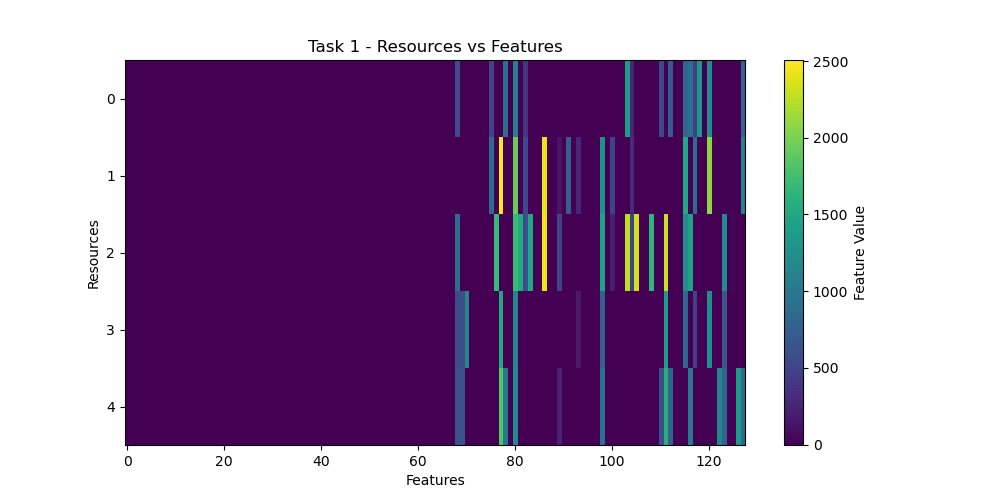 Task 1 - Resources vs Features
Resources
0
1
2
3
4
0 20 40 60 80 100 120
Features
2500
2000
1500
1000
500
0
Feature Value